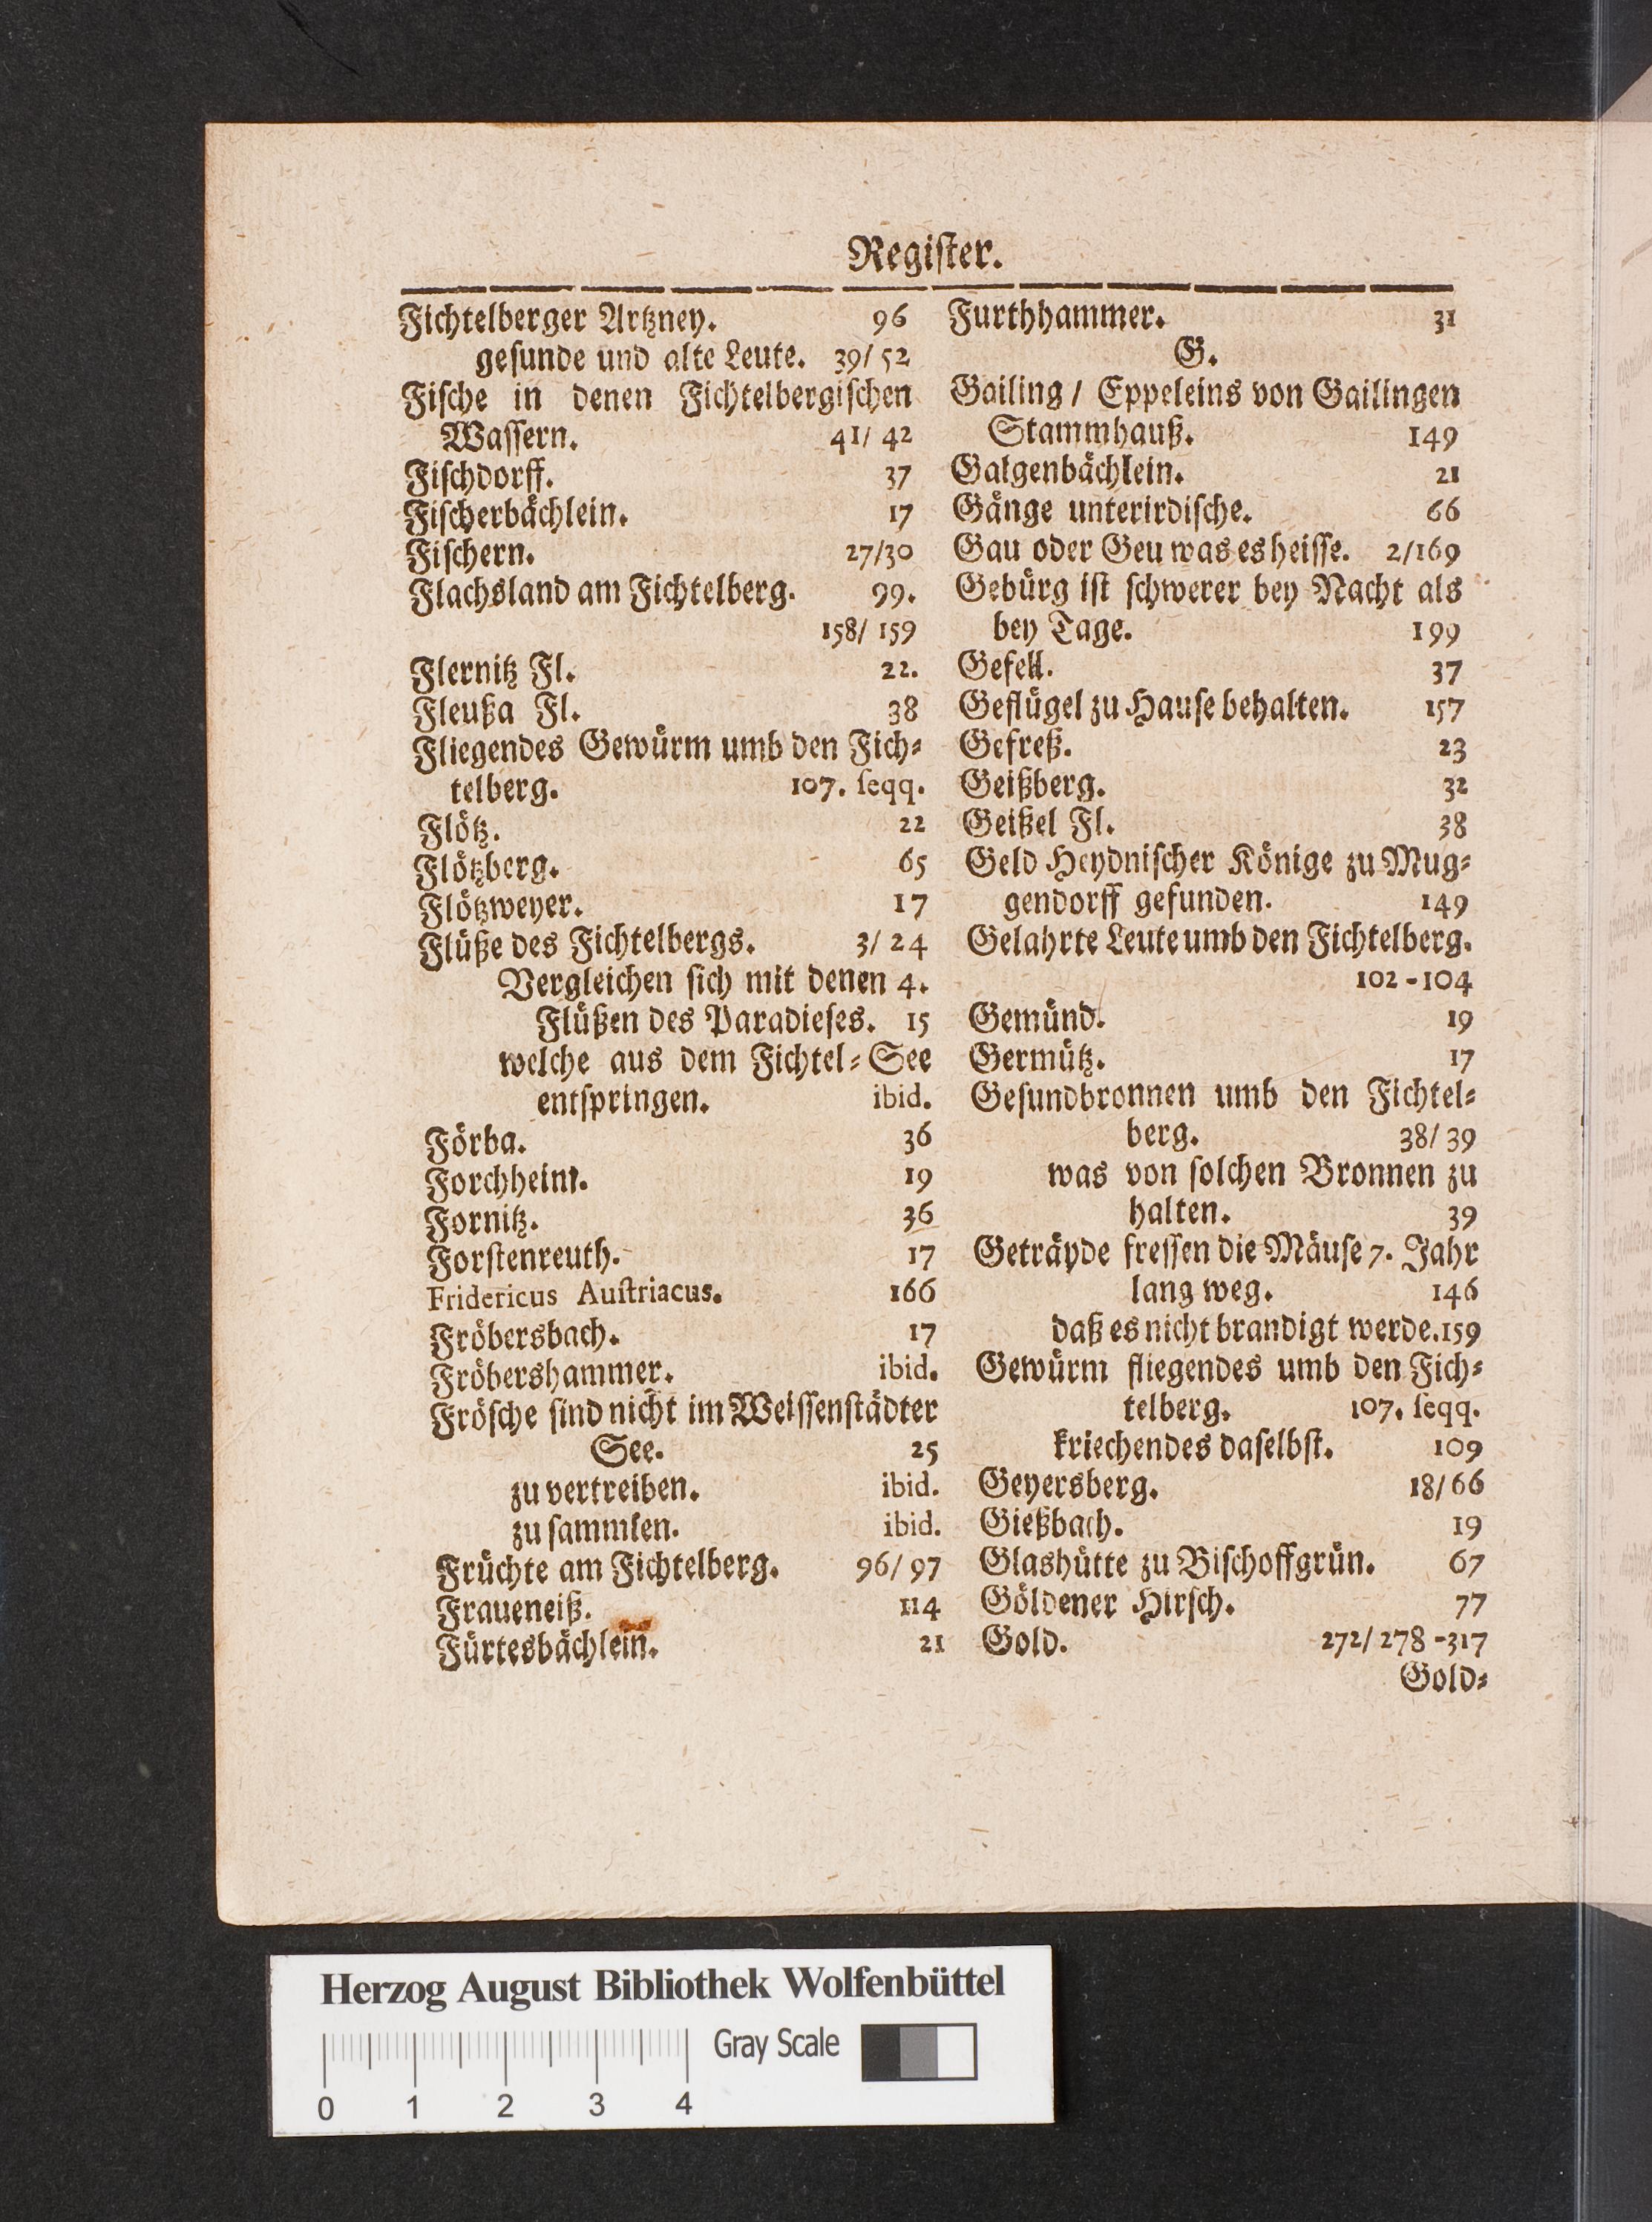 Regiſter.
Fichtelberger Artzney. 96
geſunde und alte Leute. 39/ 52
Fiſche in denen Fichtelbergiſchen
Waſſern. 41/ 42
Fiſchdorff. 37
Fiſcherbächlein. 17
Fiſchern. 27/30
Flachsland am Fichtelberg. 99.
158/ 159
Flernitz Fl. 22.
Fleußa Fl. 38
Fliegendes Gewürm umb den Fich⸗
telberg. 107. ſeqq.
Flötz. 22
Flötzberg. 65
Flötzweyer. 17
Flüße des Fichtelbergs. 3/ 24
Vergleichen ſich mit denen 4.
Flüßen des Paradieſes. 15
welche aus dem Fichtel⸗See
entſpringen. ibid.
Förba. 36
Forchheim. 19
Fornitz. 36
Forſtenreuth. 17
Fridericus Auſtriacus. 166
Fröbersbach. 17
Fröbershammer. ibid.
Fröſche ſind nicht im Weiſſenſtädter
See. 25
zu vertreiben. ibid.
zu ſammlen. ibid.
Früchte am Fichtelberg. 96/ 97
Fraueneiß. 114
Fürtesbächlein. 21
Furthhammer. 31
G.
Gailing / Eppeleins von Gailingen
Stammhauß. 149
Galgenbächlein. 21
Gänge unterirdiſche. 66
Gau oder Geu was es heiſſe. 2/169
Gebürg iſt ſchwerer bey Nacht als
bey Tage. 199
Gefell. 37
Geflügel zu Hauſe behalten. 157
Gefreß. 23
Geißberg. 32
Geißel Fl. 38
Geld Heydniſcher Könige zu Mug⸗
gendorff gefunden. 149
Gelahrte Leute umb den Fichtelberg.
102-104
Gemünd. 19
Germütz. 17
Geſundbronnen umb den Fichtel⸗
berg. 38/ 39
was von ſolchen Bronnen zu
halten. 39
Geträyde freſſen die Mäuſe 7. Jahr
lang weg. 146
daß es nicht brandigt werde. 159
Gewürm fliegendes umb den Fich⸗
telberg. 107. ſeqq.
kriechendes daſelbſt. 109
Geyersberg. 18/66
Gießbach. 19
Glashütte zu Biſchoffgrün. 67
Göldener Hirſch. 77
Gold. 272/ 278-317
Gold⸗
Herzog August Bibliothek Wolfenbüttel
Gray Scale
0 1 2 3 4